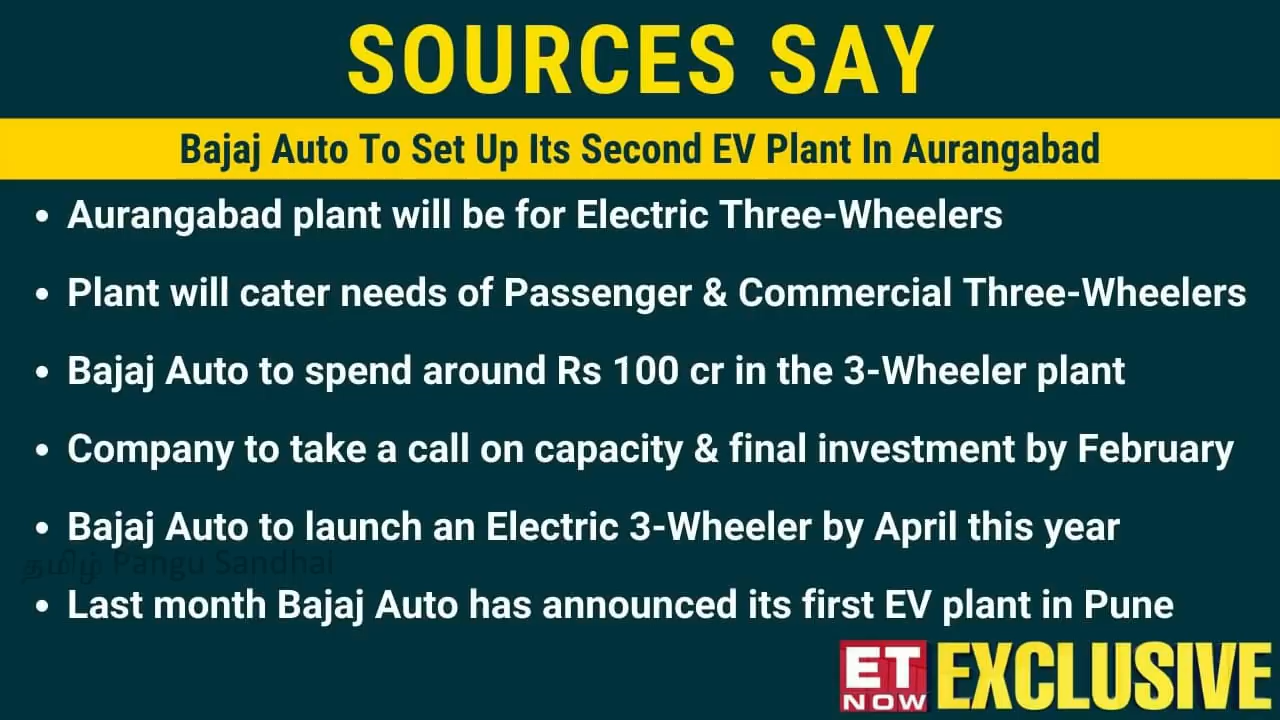 SOURCES SAY
Bajaj Auto To Set Up Its Second EV Plant In Aurangabad
• Aurangabad plant will be for Electric Three-Wheelers
• Plant will cater needs of Passenger & Commercial Three-Wheelers
• Bajaj Auto to spend around Rs 100 cr in the 3-Wheeler plant
• Company to take a call on capacity & final investment by February
• Bajaj Auto to launch an Electric 3-Wheeler by April this year
தமிழ் Pangu Sandhai
• Last month Bajaj Auto has announced its first EV plant in Pune
ET NOW EXCLUSIVE